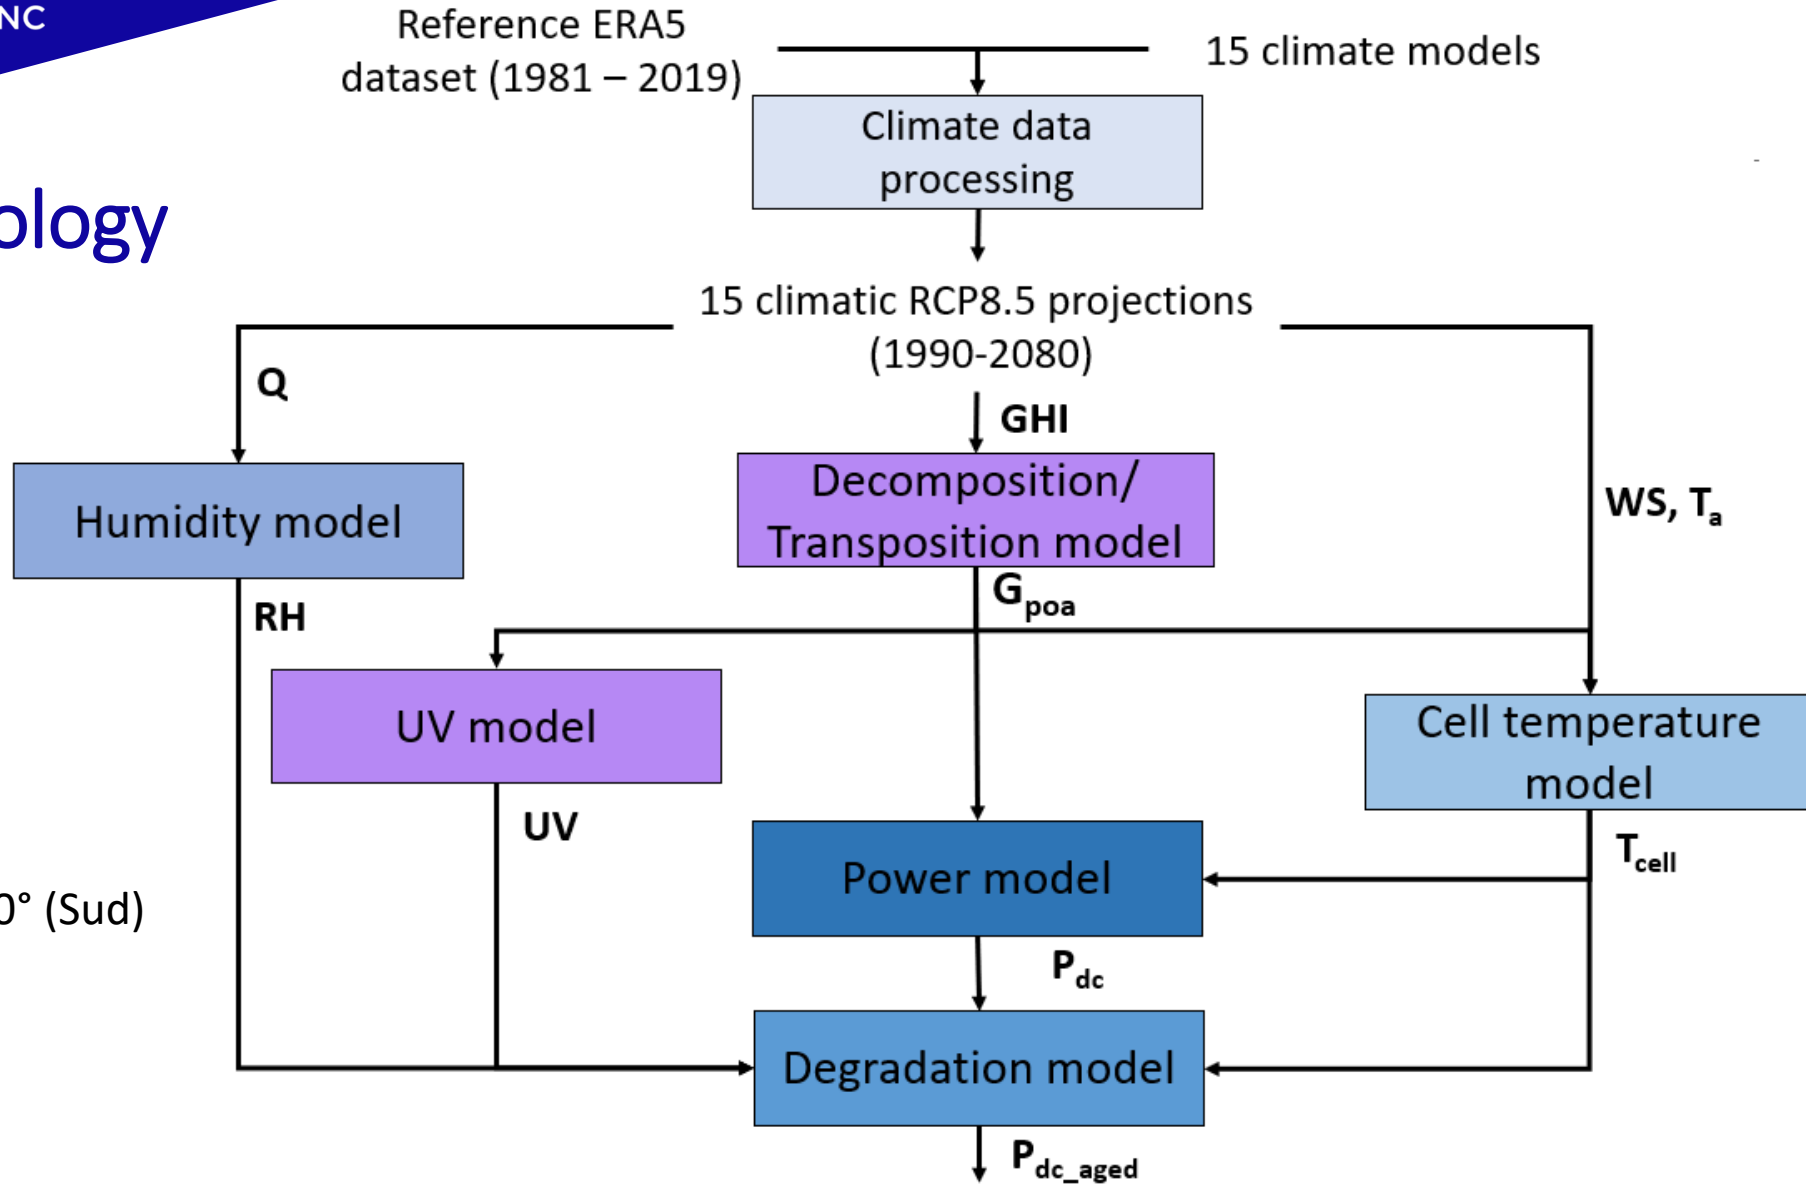 NC
Reference ERA5
dataset (1981 – 2019)
15 climate models
Climate data
processing
ology
15 climatic RCP8.5 projections
(1990-2080)
Q
GHI
Humidity model
Decomposition/
Transposition model
WS, Ta
RH
Gpoa
UV model
Cell temperature
model
UV
Tcell
Power model
0° (Sud)
Pdc
Degradation model
Pdc_aged